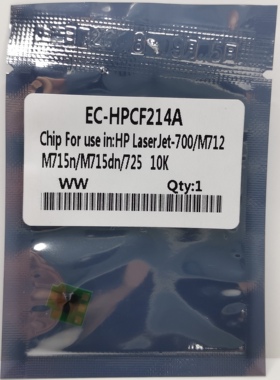 EC-HPCF214A
Chip For use in:HP LaserJet-700/M712
M715n/M715dn/725 10K
WW Qty:1